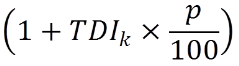 (1 + TDI_k × p/100)